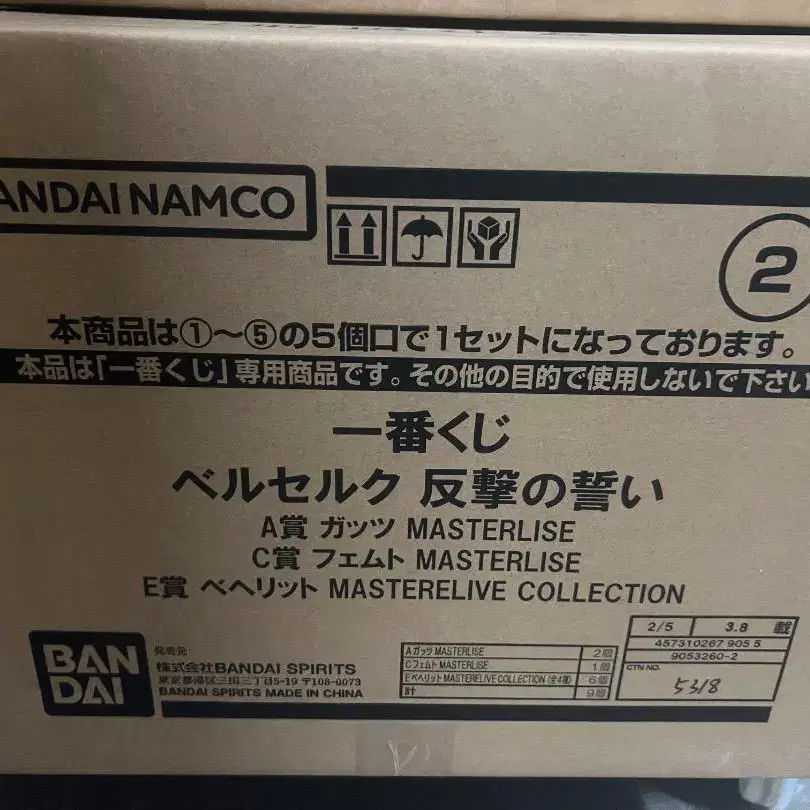 BANDAI NAMCO
2
本商品は①～⑤の5個口で1セットになっております。
本品は「一番くじ」専用商品です。その他の目的で使用しないで下さい
一番くじ
ベルセルク 反撃の誓い
A賞 ガッツ MASTERLISE
C賞 フェムト MASTERLISE
E賞 ベヘリット MASTERELIVE COLLECTION
BANDAI
発売元
株式会社BANDAI SPIRITS
東京都港区三田三丁目5-19 〒108-0073
BANDAI SPIRITS MADE IN CHINA
Aガッツ MASTERLISE 2個
Cフェムト MASTERLISE 1個
Eベヘリット MASTERELIVE COLLECTION (全4種) 6個
計 9個
2/5 3.8 載
457310267 905 5
9053260-2
CTN NO.
5318